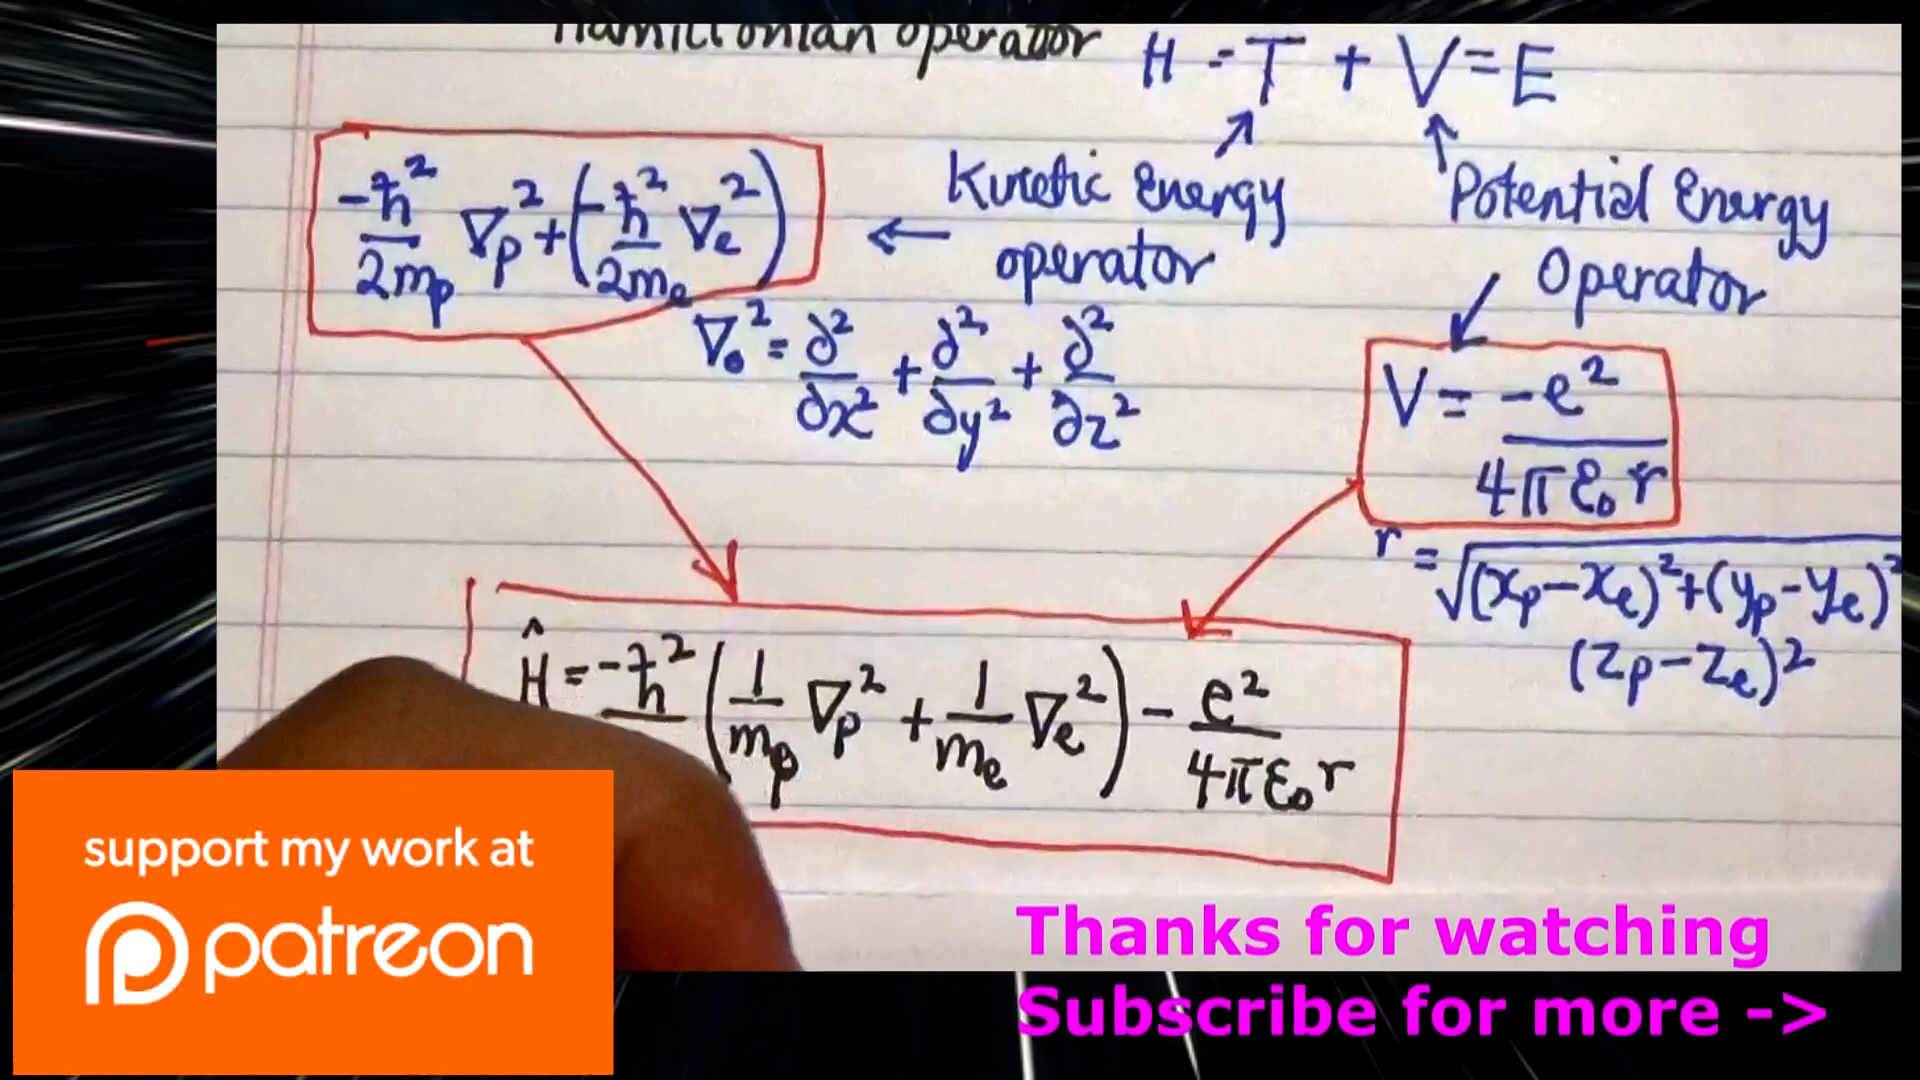 Hamiltonian operator H = T + V = E
Kinetic Energy operator
Potential Energy Operator
-ħ²/2mp ∇p² + (-ħ²/2me ∇e²)
∇₀² = ∂²/∂x² + ∂²/∂y² + ∂²/∂z²
V = -e²/4πε₀r
r = √(xp-xe)²+(yp-ye)²
(zp-ze)²
Ĥ = -ħ² (1/mp ∇p² + 1/me ∇e²) - e²/4πε₀r
support my work at
patreon
Thanks for watching
Subscribe for more ->